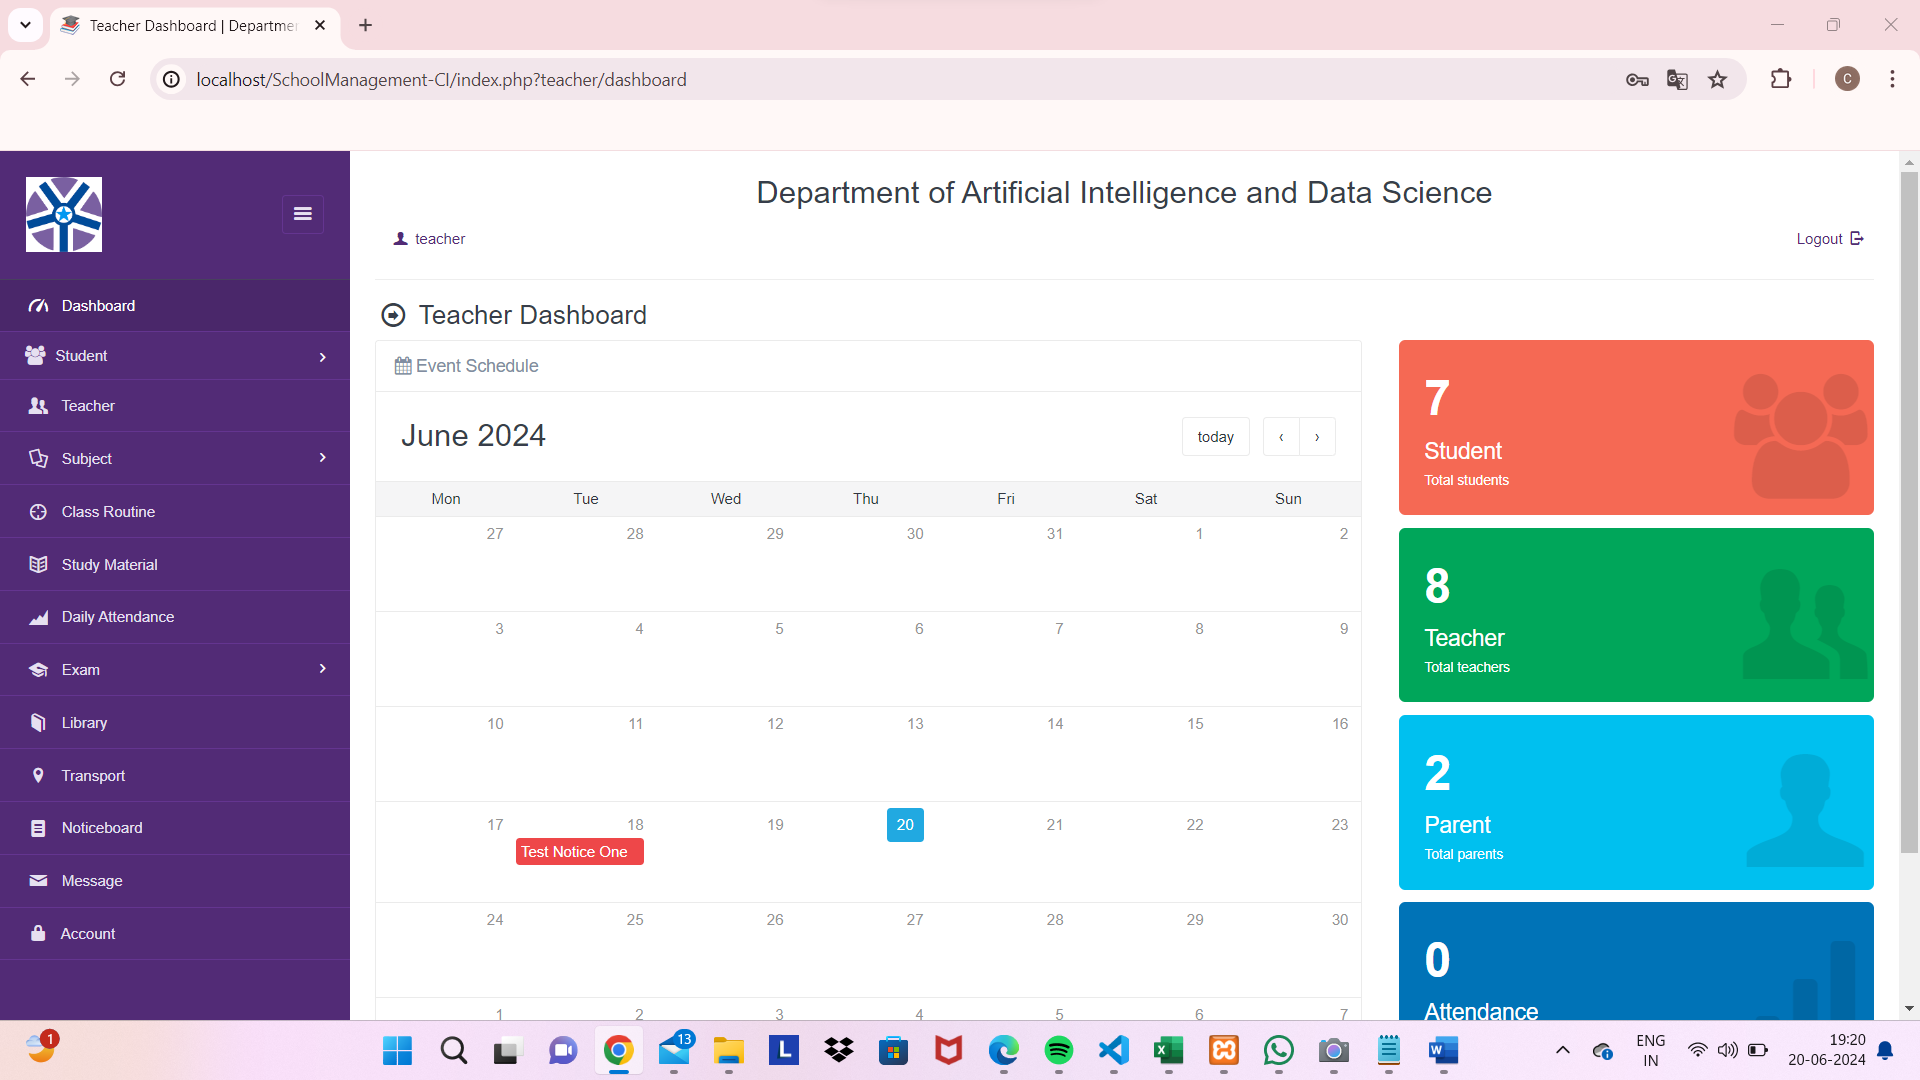 Teacher Dashboard | Departmer
localhost/SchoolManagement-CI/index.php?teacher/dashboard
C
Department of Artificial Intelligence and Data Science
teacher
Logout
Dashboard
Student
Teacher
Subject
Class Routine
Study Material
Daily Attendance
Exam
Library
Transport
Noticeboard
Message
Account
Teacher Dashboard
Event Schedule
June 2024
today
‹ ›
Mon Tue Wed Thu Fri Sat Sun
27 28 29 30 31 1 2
3 4 5 6 7 8 9
10 11 12 13 14 15 16
17 18 19 20 21 22 23
Test Notice One
24 25 26 27 28 29 30
1 2 3 4 5 6 7
7
Student
Total students
8
Teacher
Total teachers
2
Parent
Total parents
0
Attendance
1
13
L
X
W
ENG
IN
19:20
20-06-2024